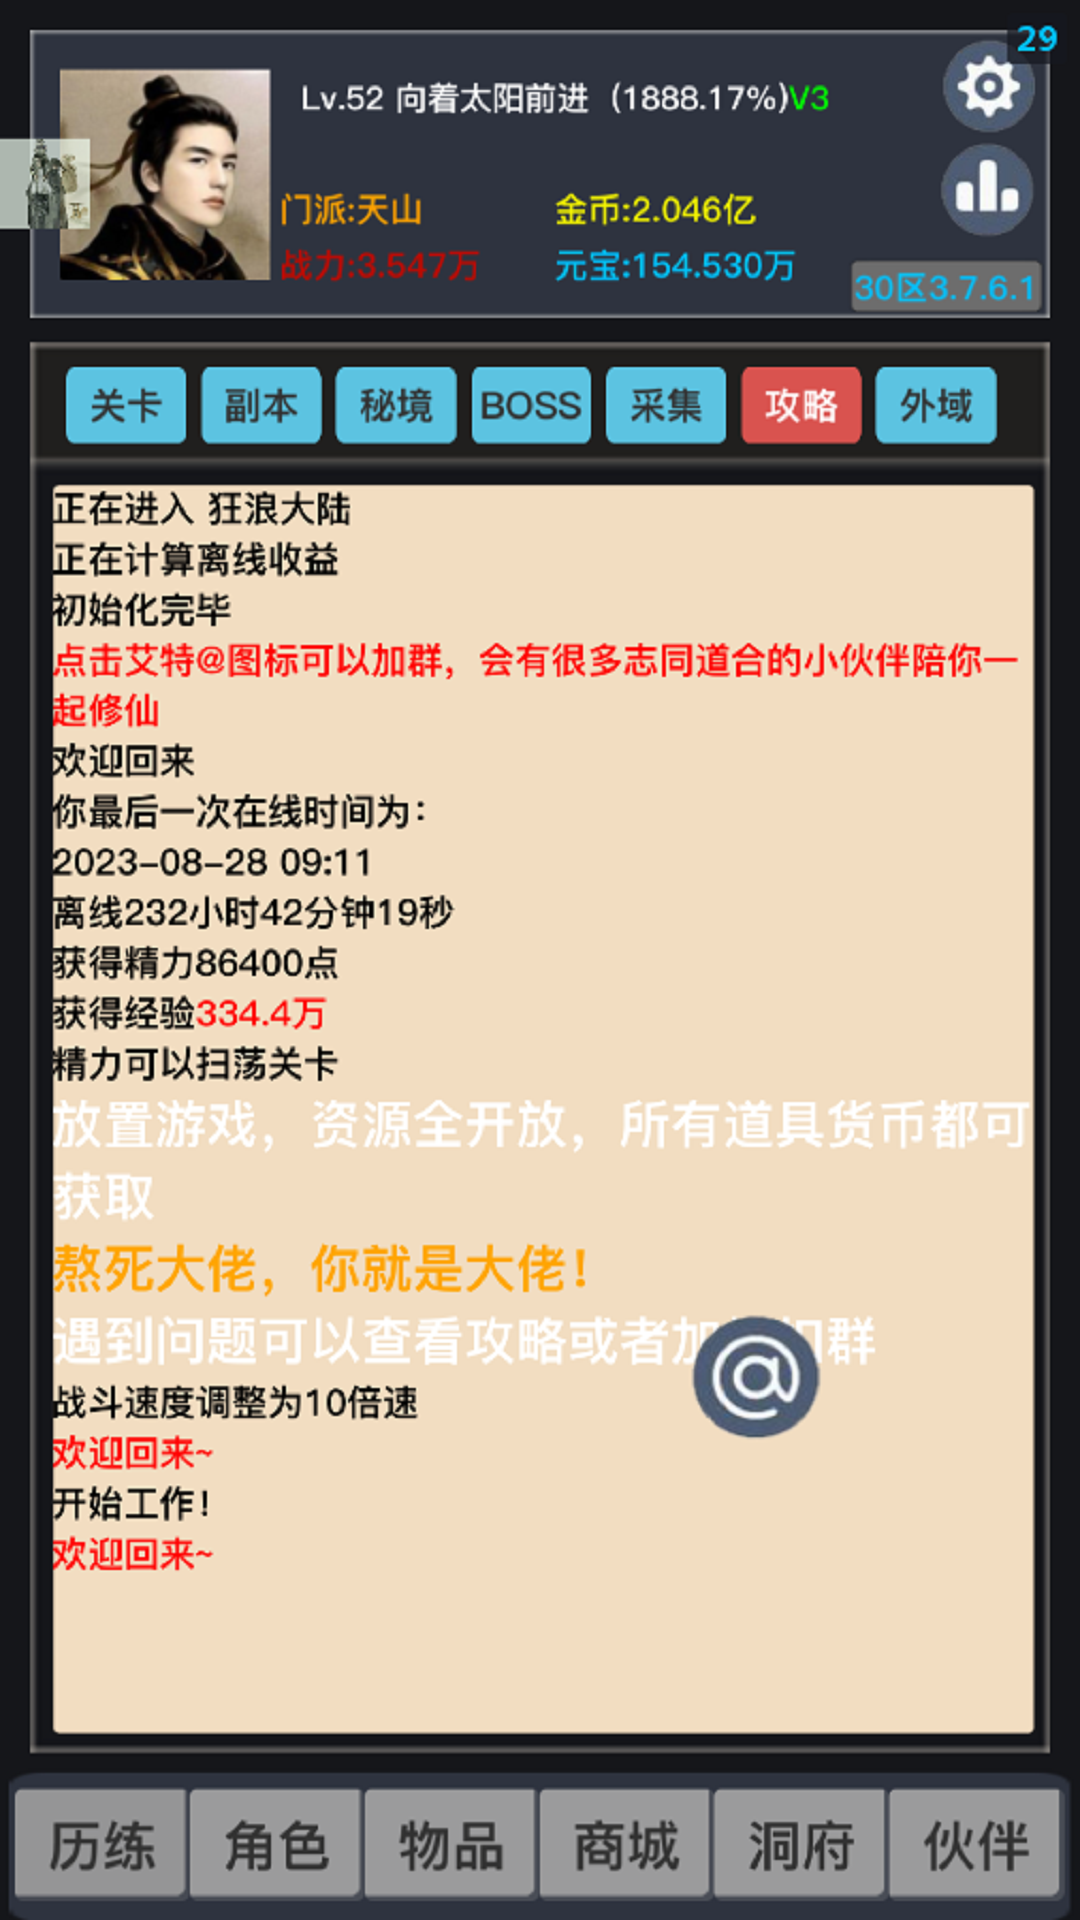 29
Lv.52 向着太阳前进 (1888.17%)V3
门派:天山 金币:2.046亿
战力:3.547万 元宝:154.530万
30区3.7.6.1
关卡 副本 秘境 BOSS 采集 攻略 外域
正在进入 狂浪大陆
正在计算离线收益
初始化完毕
点击艾特@图标可以加群，会有很多志同道合的小伙伴陪你一
起修仙
欢迎回来
你最后一次在线时间为：
2023-08-28 09:11
离线232小时42分钟19秒
获得精力86400点
获得经验334.4万
精力可以扫荡关卡
放置游戏，资源全开放，所有道具货币都可
获取
熬死大佬，你就是大佬！
遇到问题可以查看攻略或者加 群
@
战斗速度调整为10倍速
欢迎回来~
开始工作！
欢迎回来~
历练 角色 物品 商城 洞府 伙伴